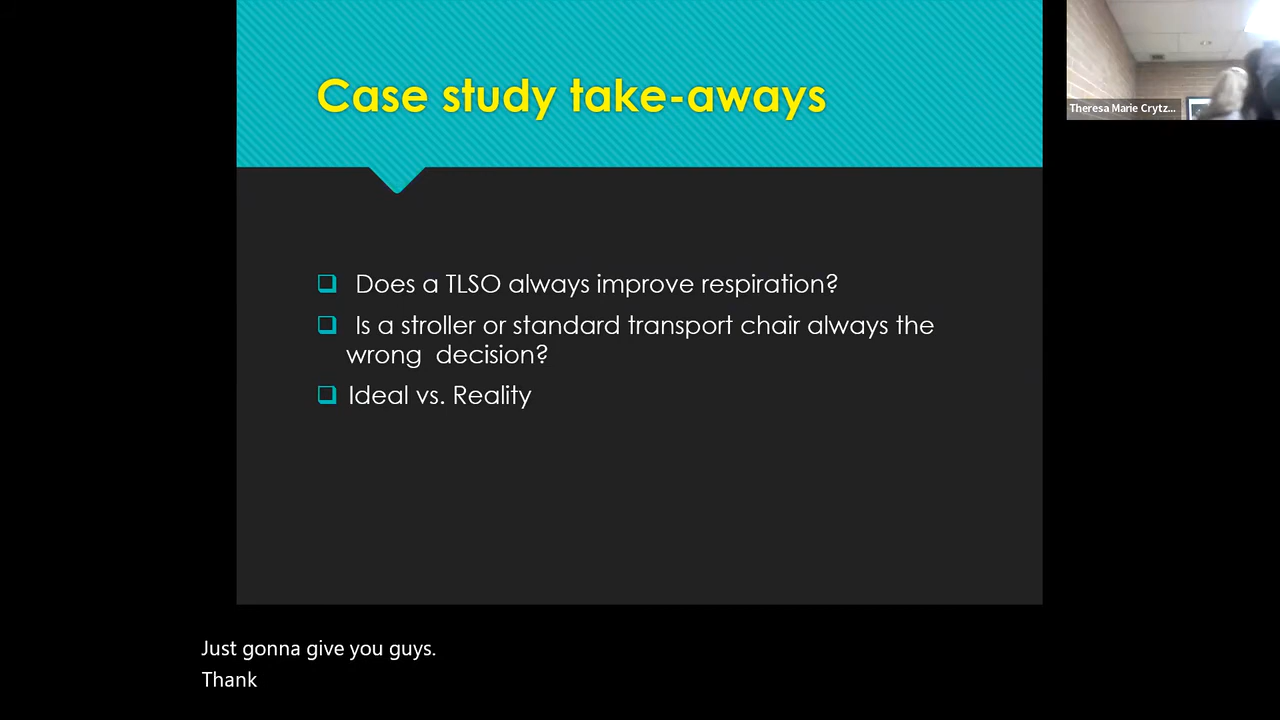 Case study take-aways
Theresa Marie Crytz...
Does a TLSO always improve respiration?
Is a stroller or standard transport chair always the
wrong decision?
Ideal vs. Reality
Just gonna give you guys.
Thank